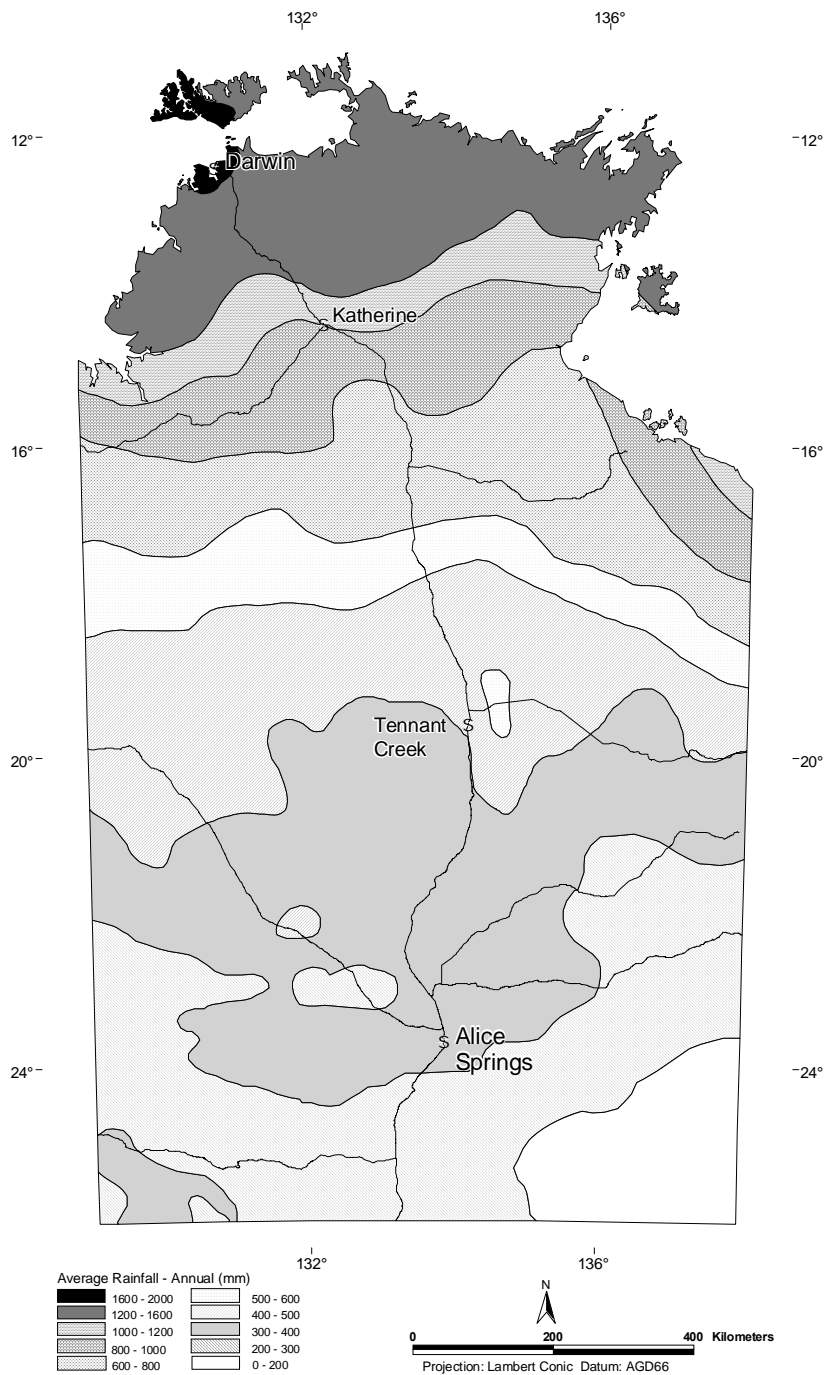 132° 136°
12° 12°
Darwin
S Katherine
16° 16°
Tennant S
Creek
20° 20°
S Alice
Springs
24° 24°
132° 136°
Average Rainfall - Annual (mm)
1600 - 2000 500 - 600
1200 - 1600 400 - 500
1000 - 1200 300 - 400
800 - 1000 200 - 300
600 - 800 0 - 200
N
0 200 400 Kilometers
Projection: Lambert Conic Datum: AGD66